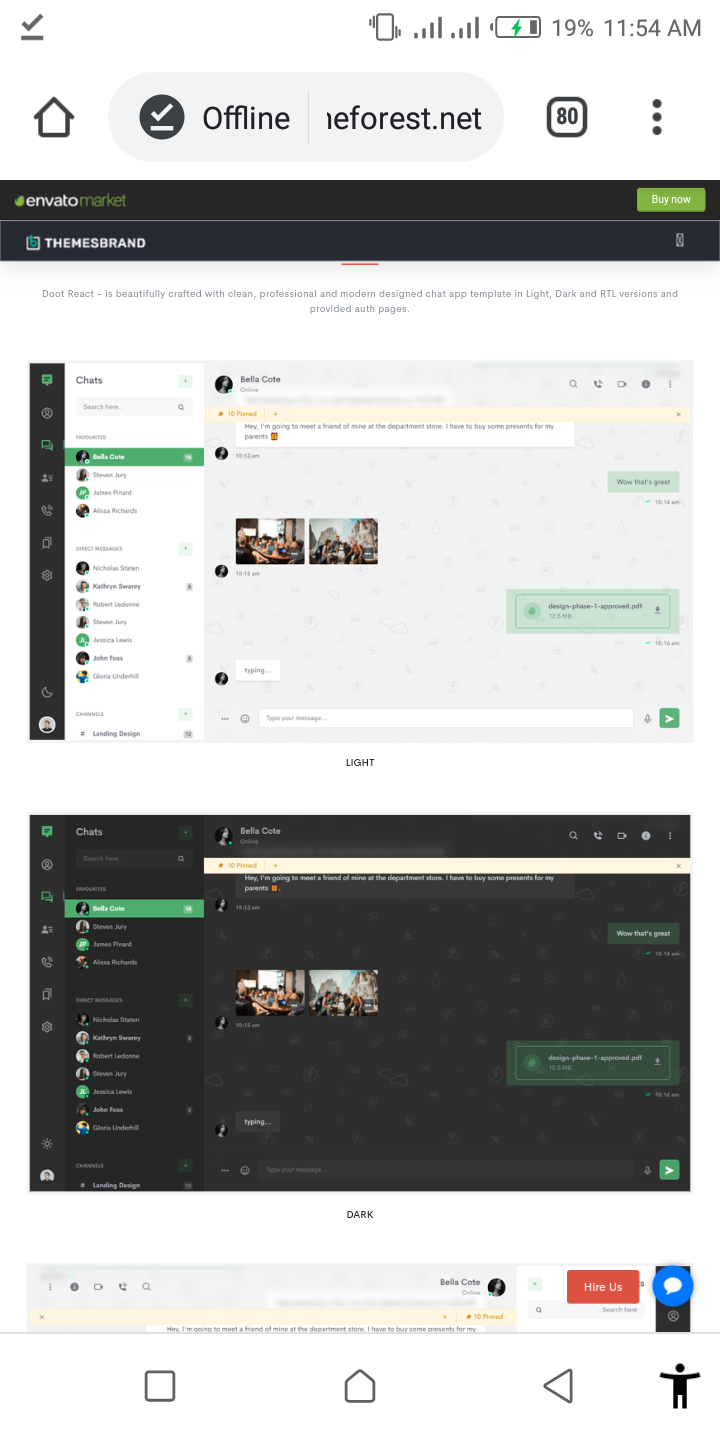 19% 11:54 AM
Offline
neforest.net
80
envatomarket
Buy now
THEMESBRAND
Doot React – is beautifully crafted with clean, professional and modern designed chat app template in Light, Dark and RTL versions and
provided auth pages.
Chats
+
Search here..
FAVOURITES
Bella Cote 18
Steven Jury
JP James Pinard
Alissa Richards
DIRECT MESSAGES +
Nicholas Staten
Kathryn Swarey 6
Robert Ledonne
Steven Jury
JL Jessica Lewis
John Foss 5
Gloria Underhill
CHANNELS +
# Landing Design 12
Bella Cote
Online
10 Pinned + ×
Hey, I'm going to meet a friend of mine at the department store. I have to buy some presents for my
parents 🎁.
10:12 am
Wow that's great
10:14 am
10:15 am
design-phase-1-approved.pdf
12.5 MB
10:16 am
typing...
Type your message...
LIGHT
Chats
+
Search here..
FAVOURITES
Bella Cote 18
Steven Jury
JP James Pinard
Alissa Richards
DIRECT MESSAGES +
Nicholas Staten
Kathryn Swarey 6
Robert Ledonne
Steven Jury
JL Jessica Lewis
John Foss 5
Gloria Underhill
CHANNELS +
# Landing Design 12
Bella Cote
Online
10 Pinned + ×
Hey, I'm going to meet a friend of mine at the department store. I have to buy some presents for my
parents 🎁.
10:12 am
Wow that's great
10:14 am
10:15 am
design-phase-1-approved.pdf
12.5 MB
10:16 am
typing...
Type your message...
DARK
Bella Cote
Online
× + 10 Pinned
Hey, I'm going to meet a friend of mine at the department store. I have to buy some presents for my
+
Hire Us
..Search here